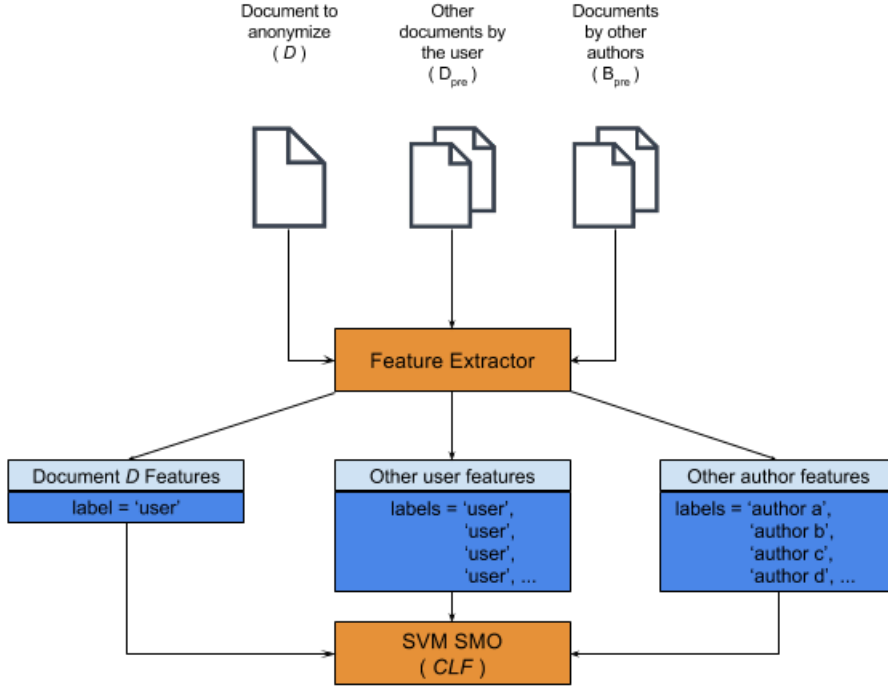 Document to
anonymize
( D )
Other
documents by
the user
( Dpre )
Documents
by other
authors
( Bpre )
Feature Extractor
Document D Features
label = ‘user’
Other user features
labels = ‘user’,
‘user’,
‘user’,
‘user’, ...
Other author features
labels = ‘author a’,
‘author b’,
‘author c’,
‘author d’, ...
SVM SMO
( CLF )